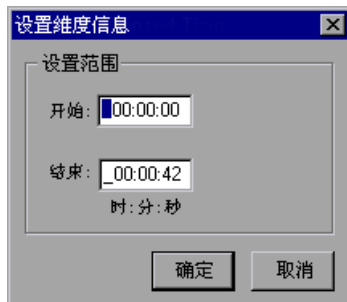 设置维度信息
设置范围
开始: 00:00:00
结束: _00:00:42
时:分:秒
确定 取消